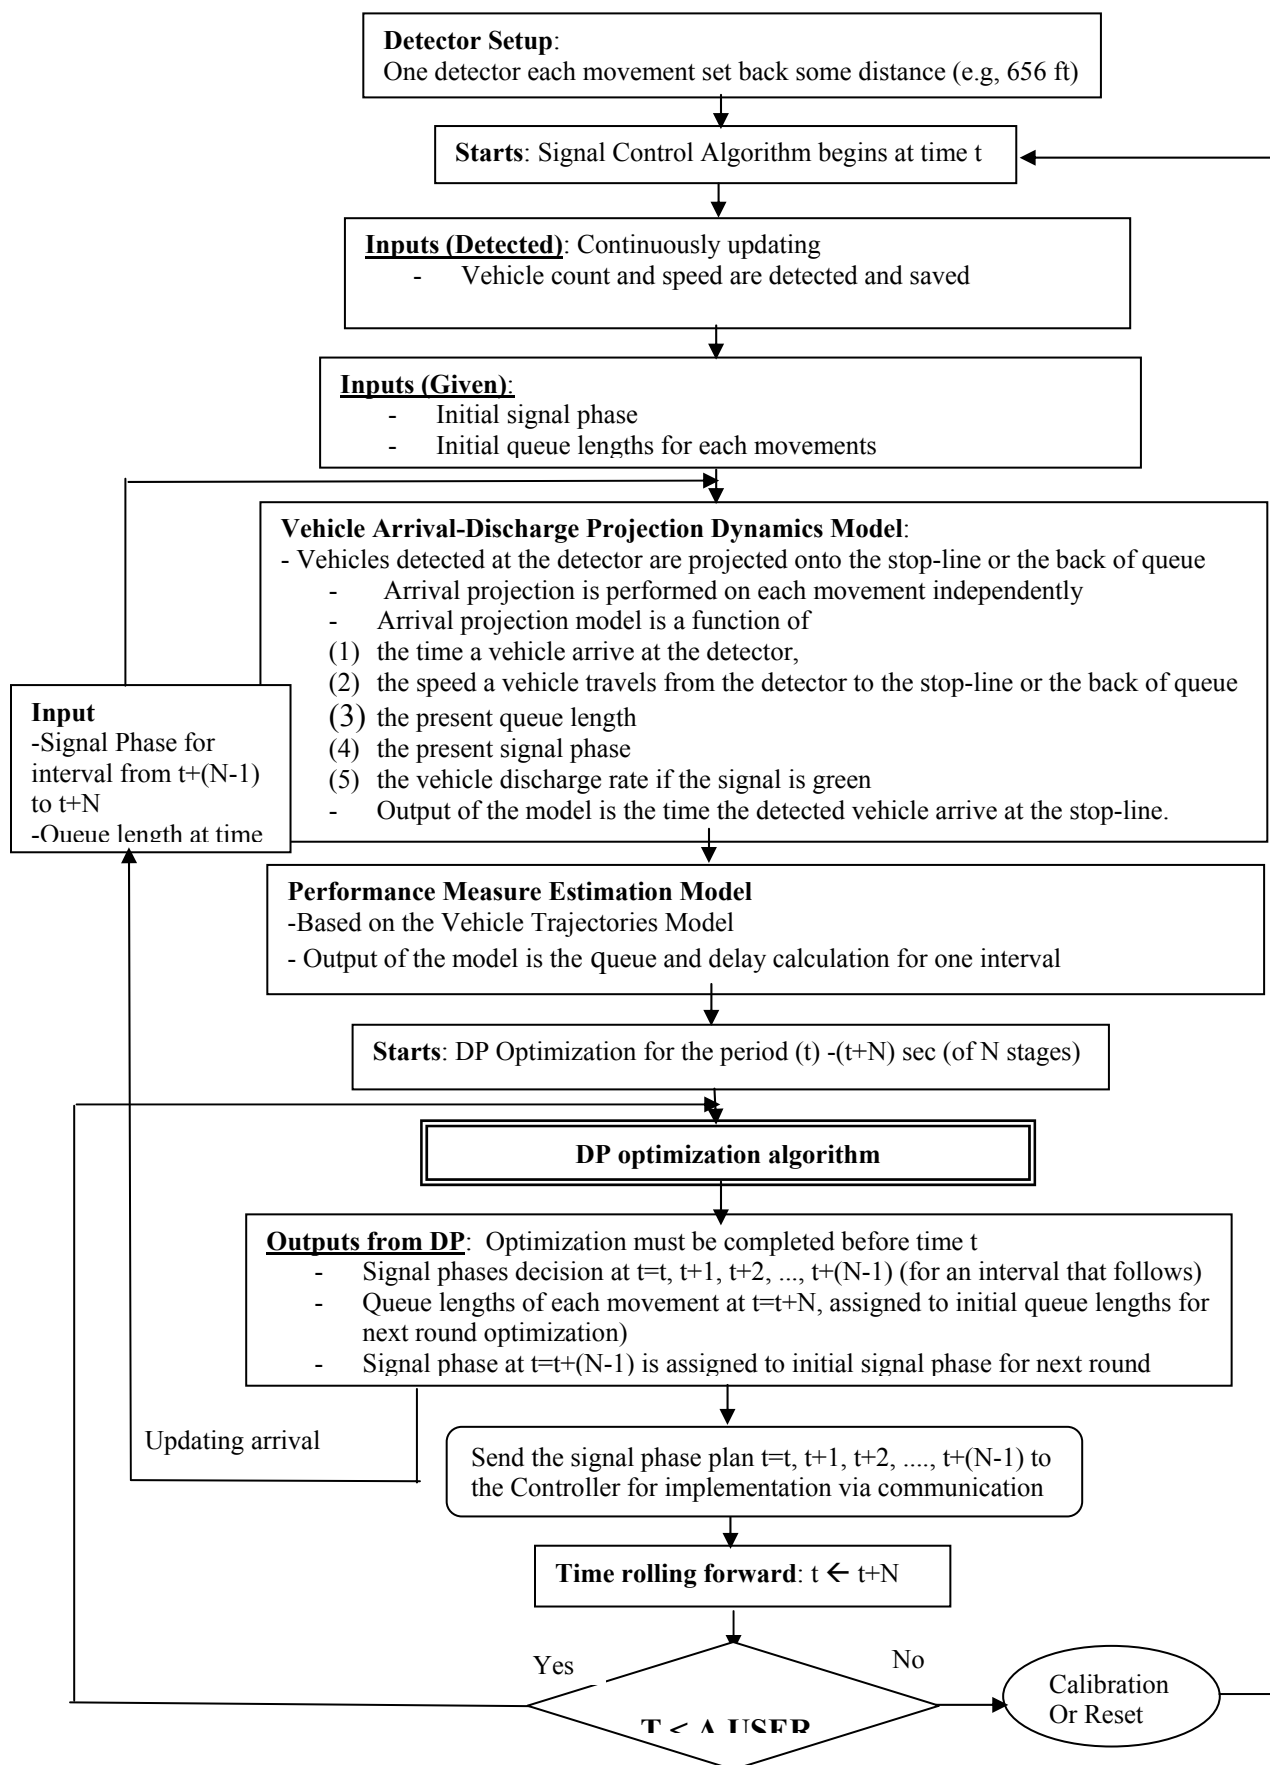 Detector Setup:
One detector each movement set back some distance (e.g, 656 ft)
Starts: Signal Control Algorithm begins at time t
Inputs (Detected): Continuously updating
- Vehicle count and speed are detected and saved
Inputs (Given):
- Initial signal phase
- Initial queue lengths for each movements
Vehicle Arrival-Discharge Projection Dynamics Model:
- Vehicles detected at the detector are projected onto the stop-line or the back of queue
- Arrival projection is performed on each movement independently
- Arrival projection model is a function of
(1) the time a vehicle arrive at the detector,
(2) the speed a vehicle travels from the detector to the stop-line or the back of queue
(3) the present queue length
(4) the present signal phase
(5) the vehicle discharge rate if the signal is green
- Output of the model is the time the detected vehicle arrive at the stop-line.
Input
-Signal Phase for
interval from t+(N-1)
to t+N
-Queue length at time
Performance Measure Estimation Model
-Based on the Vehicle Trajectories Model
- Output of the model is the queue and delay calculation for one interval
Starts: DP Optimization for the period (t) -(t+N) sec (of N stages)
DP optimization algorithm
Outputs from DP: Optimization must be completed before time t
- Signal phases decision at t=t, t+1, t+2, ..., t+(N-1) (for an interval that follows)
- Queue lengths of each movement at t=t+N, assigned to initial queue lengths for
next round optimization)
- Signal phase at t=t+(N-1) is assigned to initial signal phase for next round
Updating arrival
Send the signal phase plan t=t, t+1, t+2, ...., t+(N-1) to
the Controller for implementation via communication
Time rolling forward: t ← t+N
Yes
No
T < A USER
Calibration
Or Reset